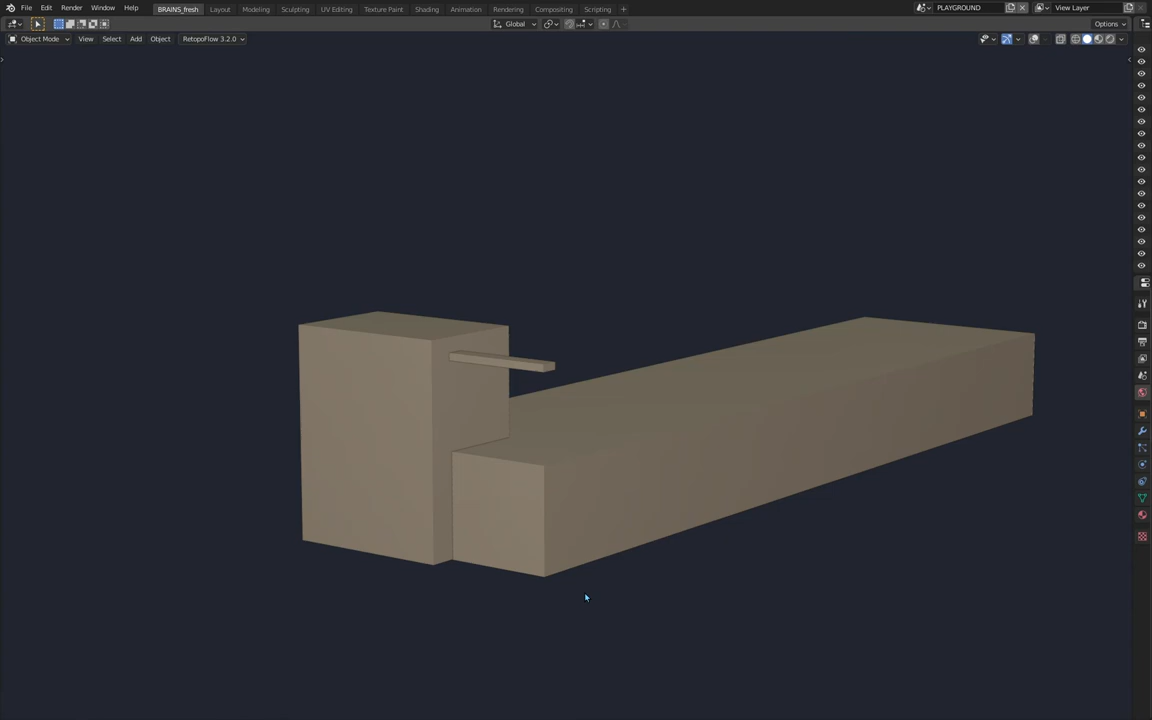 File Edit Render Window Help BRAINS_fresh Layout Modeling Sculpting UV Editing Texture Paint Shading Animation Rendering Compositing Scripting + PLAYGROUND View Layer
Global Options
Object Mode View Select Add Object RetopoFlow 3.2.0